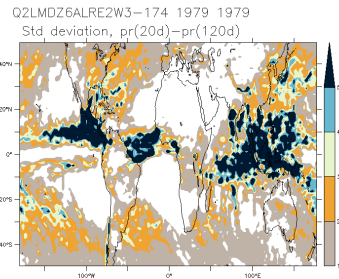 Q2LMDZ6ALRE2W3-174 1979 1979
Std deviation, pr(20d)-pr(120d)
40°N
20°N
0°
20°S
40°S
100°W
0°
100°E
5
4
3
2
1